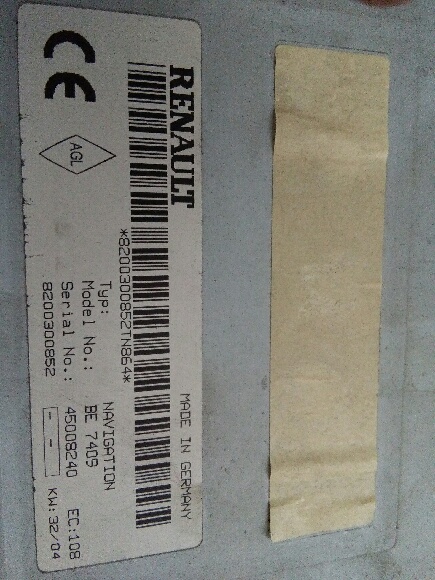 RENAULT MADE IN GERMANY
*8200300852TN864*
Typ: NAVIGATION
Model No.: BE 7409
Serial No.: 45008240 EC:108
8200300852 - - KW:32/04
AGL
CE